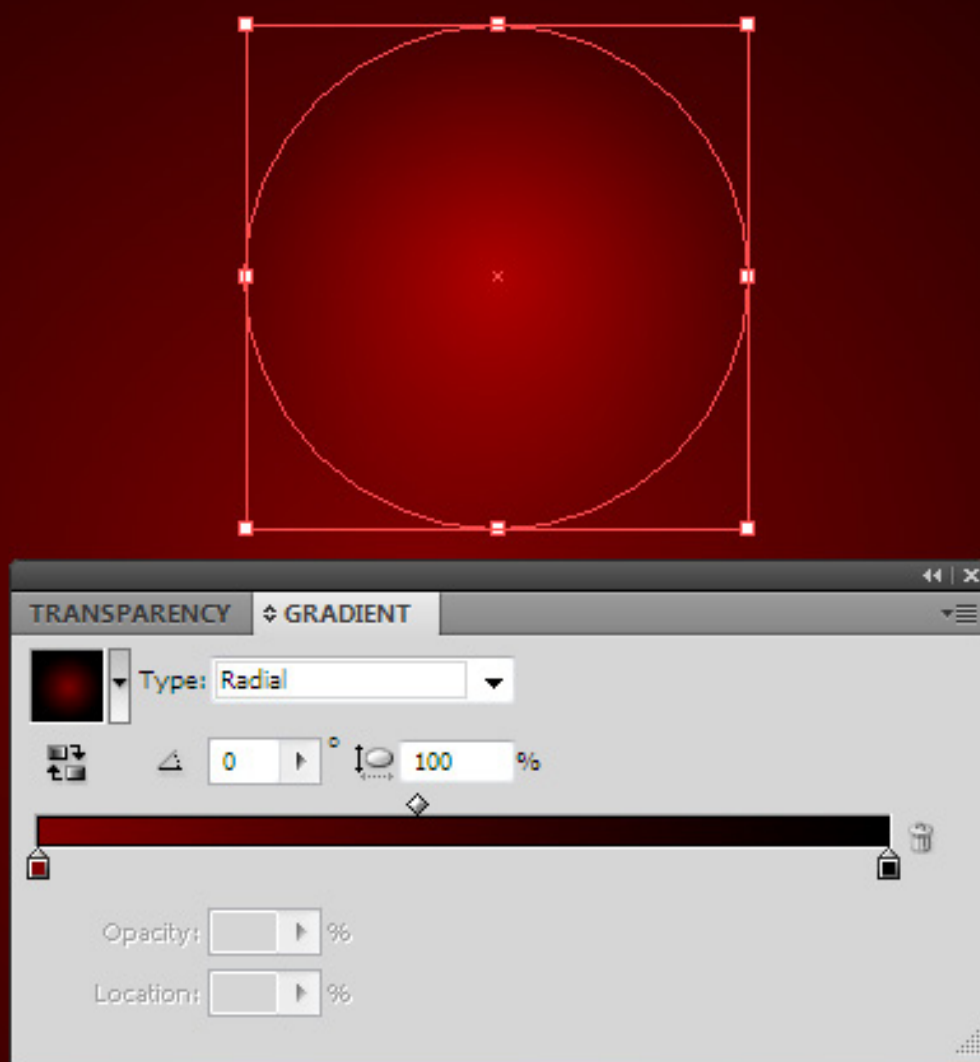 TRANSPARENCY GRADIENT
Type: Radial
0 ° 100 %
Opacity: %
Location: %